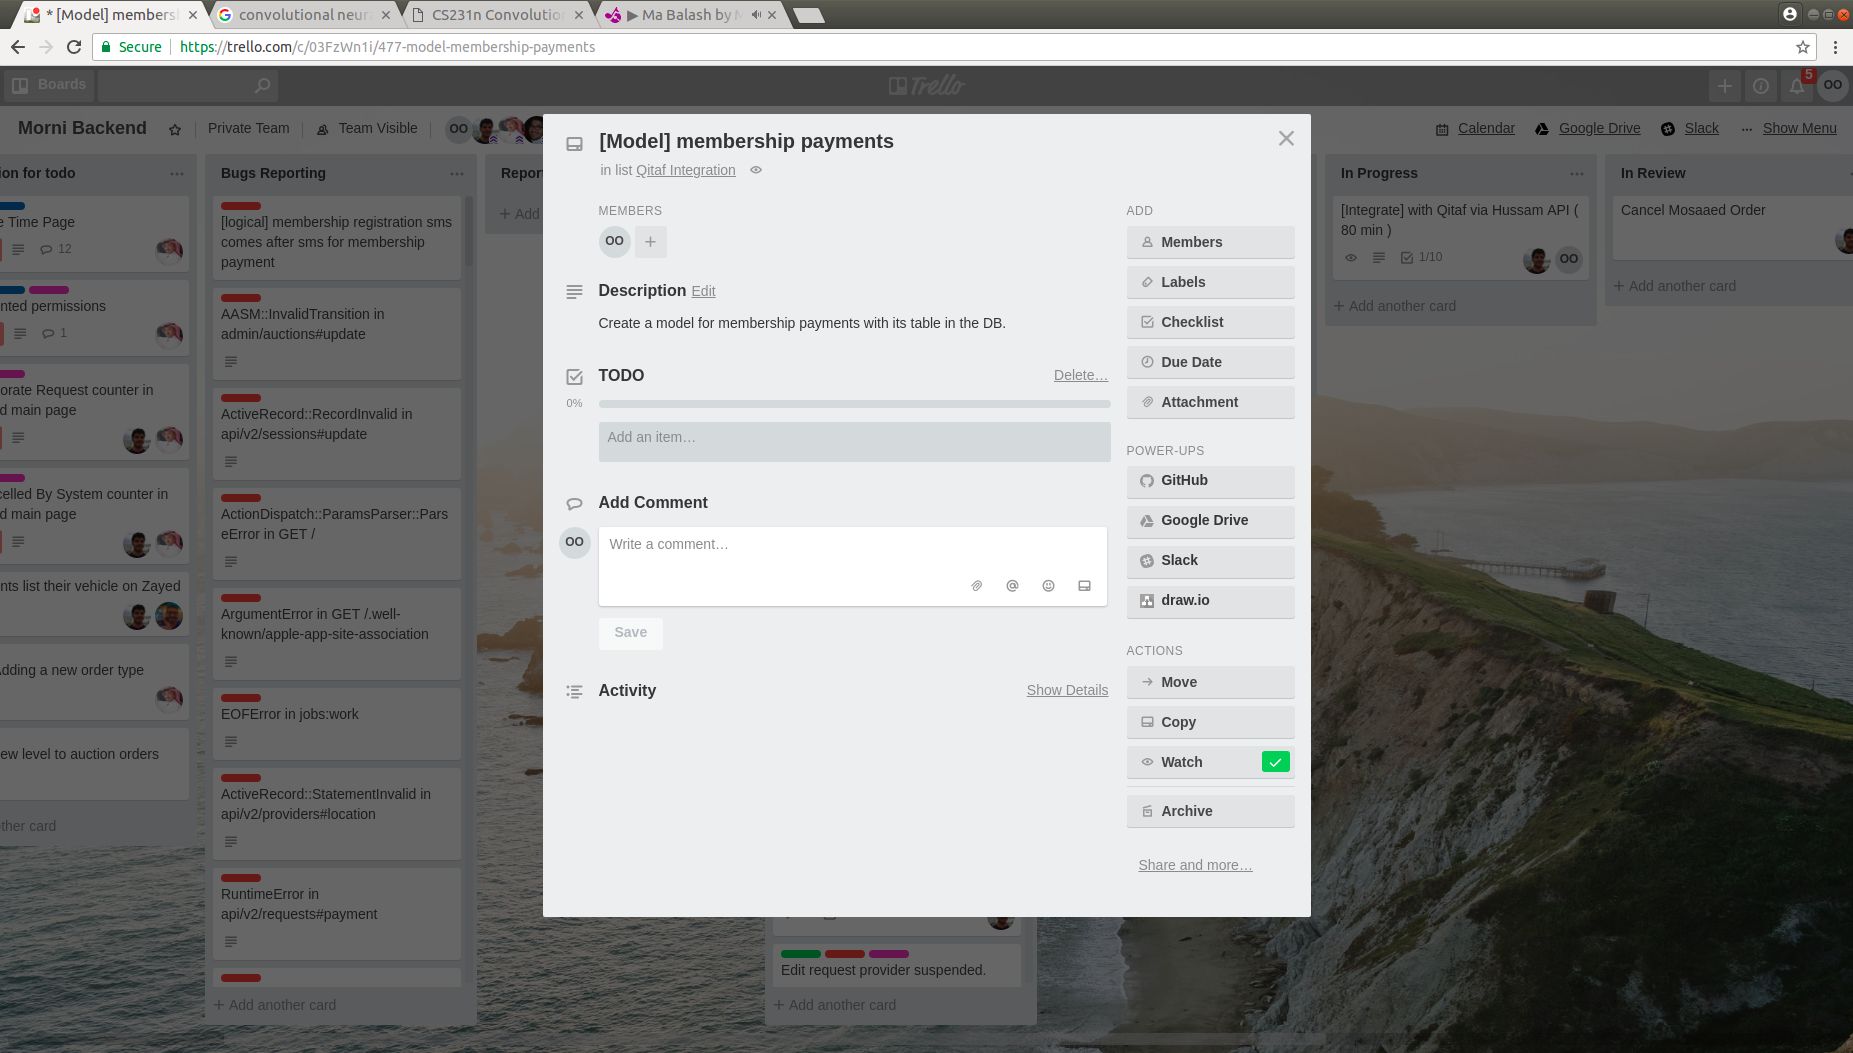 * [Model] membersh
convolutional neur
CS231n Convolutio
▶ Ma Balash by
Secure
https://trello.com/c/03FzWn1i/477-model-membership-payments
Boards
Trello
5
OO
Morni Backend
Private Team
Team Visible
OO
Calendar
Google Drive
Slack
Show Menu
ion for todo
e Time Page
12
nted permissions
1
orate Request counter in
d main page
celled By System counter in
d main page
nts list their vehicle on Zayed
Adding a new order type
ew level to auction orders
other card
Bugs Reporting
[logical] membership registration sms
comes after sms for membership
payment
AASM::InvalidTransition in
admin/auctions#update
ActiveRecord::RecordInvalid in
api/v2/sessions#update
ActionDispatch::ParamsParser::Pars
eError in GET /
ArgumentError in GET /.well-
known/apple-app-site-association
EOFError in jobs:work
ActiveRecord::StatementInvalid in
api/v2/providers#location
RuntimeError in
api/v2/requests#payment
+ Add another card
Repor
+ Add
[Model] membership payments
in list Qitaf Integration
MEMBERS
OO
+
Description Edit
Create a model for membership payments with its table in the DB.
TODO
Delete…
0%
Add an item…
Add Comment
OO
Write a comment…
Save
Activity
Show Details
ADD
Members
Labels
Checklist
Due Date
Attachment
POWER-UPS
GitHub
Google Drive
Slack
draw.io
ACTIONS
Move
Copy
Watch
Archive
Share and more…
Edit request provider suspended.
+ Add another card
In Progress
[Integrate] with Qitaf via Hussam API (
80 min )
1/10
OO
+ Add another card
In Review
Cancel Mosaaed Order
+ Add another card